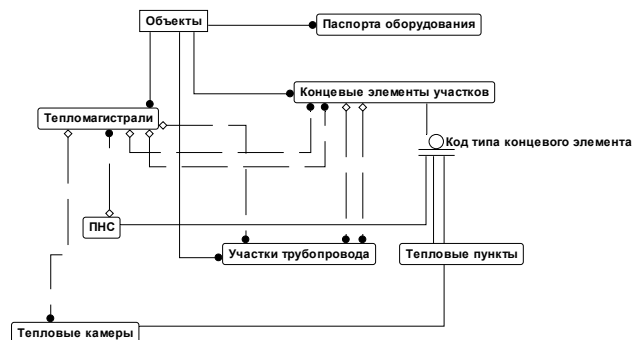 Объекты
Паспорта оборудования
Концевые элементы участков
Тепломагистрали
Код типа концевого элемента
ПНС
Участки трубопровода
Тепловые пункты
Тепловые камеры